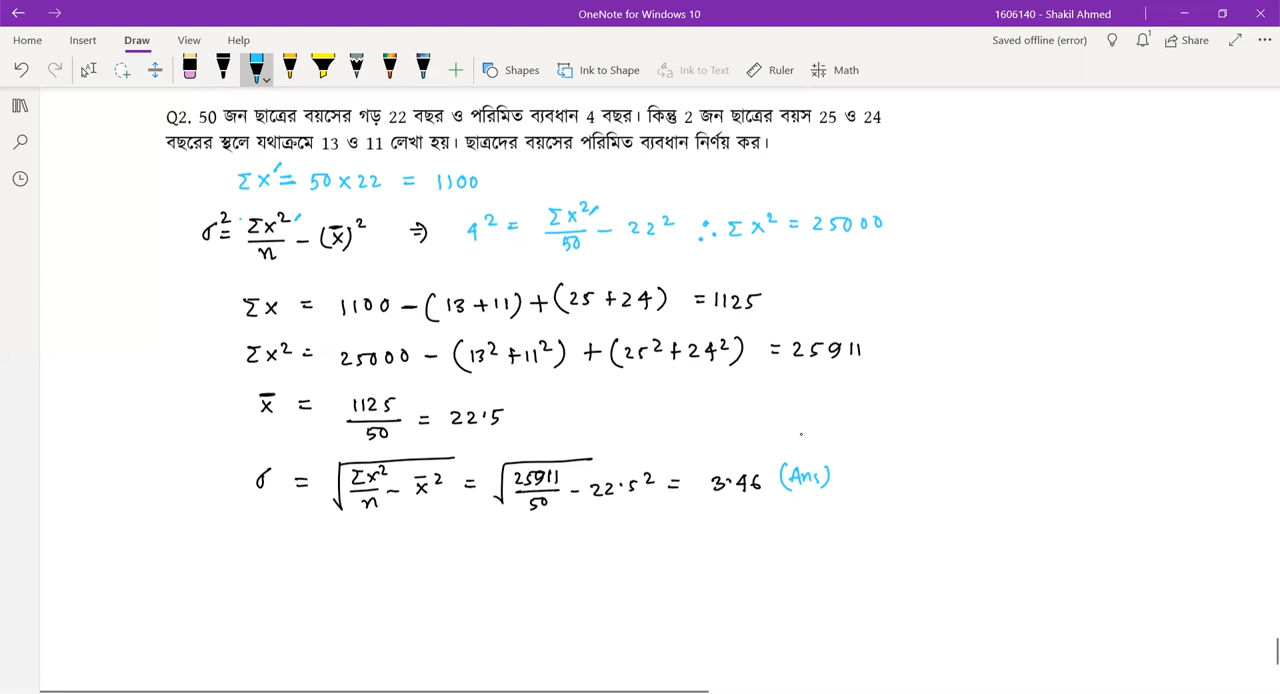 OneNote for Windows 10
1606140 - Shakil Ahmed
Home Insert Draw View Help
Saved offline (error)
1
Share
Shapes
Ink to Shape
Ink to Text
Ruler
Math
Q2. 50 জন ছাত্রের বয়সের গড় 22 বছর ও পরিমিত ব্যবধান 4 বছর। কিন্তু 2 জন ছাত্রের বয়স 25 ও 24
বছরের স্থলে যথাক্রমে 13 ও 11 লেখা হয়। ছাত্রদের বয়সের পরিমিত ব্যবধান নির্ণয় কর।
Σx′ = 50 × 22 = 1100
σ² = Σx²′/n − (x̄)² ⇒ 4² = Σx²′/50 − 22² ∴ Σx² = 25000
Σx = 1100 − (13 + 11) + (25 + 24) = 1125
Σx² = 25000 − (13² + 11²) + (25² + 24²) = 25911
x̄ = 1125/50 = 22.5
σ = √(Σx²/n − x̄²) = √(25911/50 − 22.5²) = 3.46 (Ans)